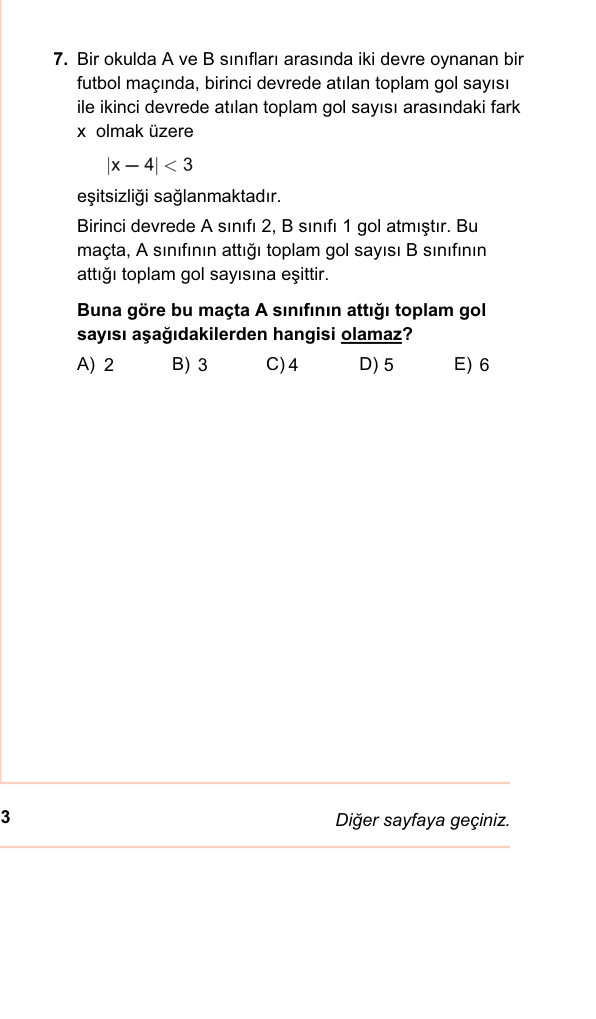 7. Bir okulda A ve B sınıfları arasında iki devre oynanan bir
futbol maçında, birinci devrede atılan toplam gol sayısı
ile ikinci devrede atılan toplam gol sayısı arasındaki fark
x olmak üzere
|x – 4| < 3
eşitsizliği sağlanmaktadır.
Birinci devrede A sınıfı 2, B sınıfı 1 gol atmıştır. Bu
maçta, A sınıfının attığı toplam gol sayısı B sınıfının
attığı toplam gol sayısına eşittir.
Buna göre bu maçta A sınıfının attığı toplam gol
sayısı aşağıdakilerden hangisi olamaz?
A) 2 B) 3 C) 4 D) 5 E) 6
3 Diğer sayfaya geçiniz.